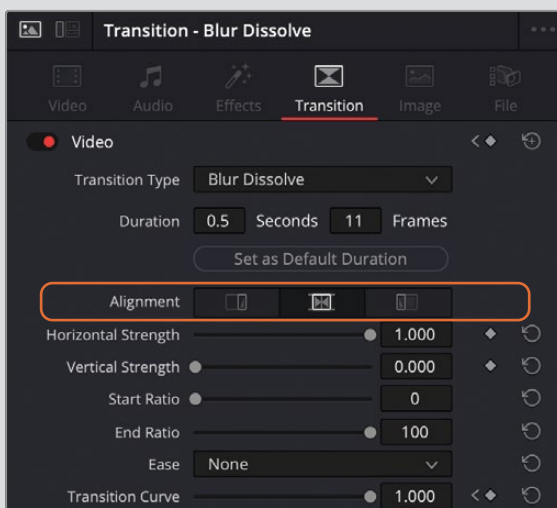 Transition - Blur Dissolve
Video Audio Effects Transition Image File
Video
Transition Type Blur Dissolve
Duration 0.5 Seconds 11 Frames
Set as Default Duration
Alignment
Horizontal Strength 1.000
Vertical Strength 0.000
Start Ratio 0
End Ratio 100
Ease None
Transition Curve 1.000